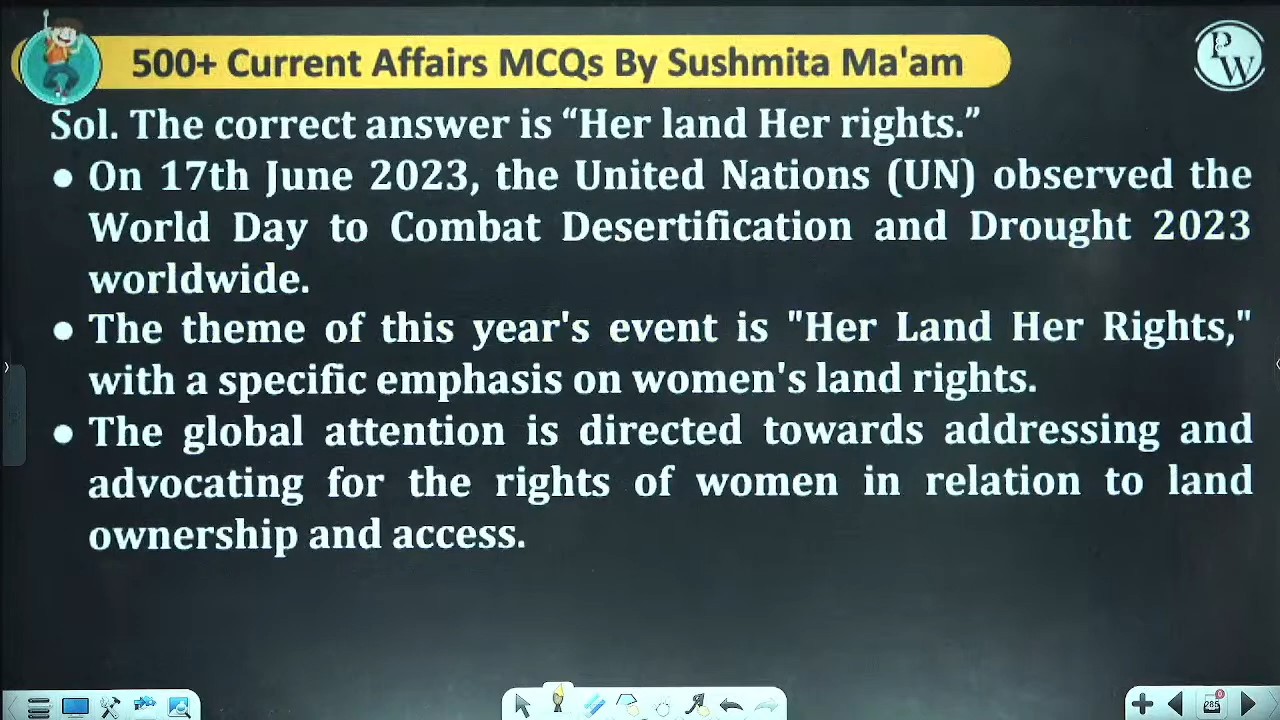 500+ Current Affairs MCQs By Sushmita Ma'am
PW
Sol. The correct answer is “Her land Her rights.”
● On 17th June 2023, the United Nations (UN) observed the
World Day to Combat Desertification and Drought 2023
worldwide.
● The theme of this year's event is "Her Land Her Rights,"
with a specific emphasis on women's land rights.
● The global attention is directed towards addressing and
advocating for the rights of women in relation to land
ownership and access.
0
285